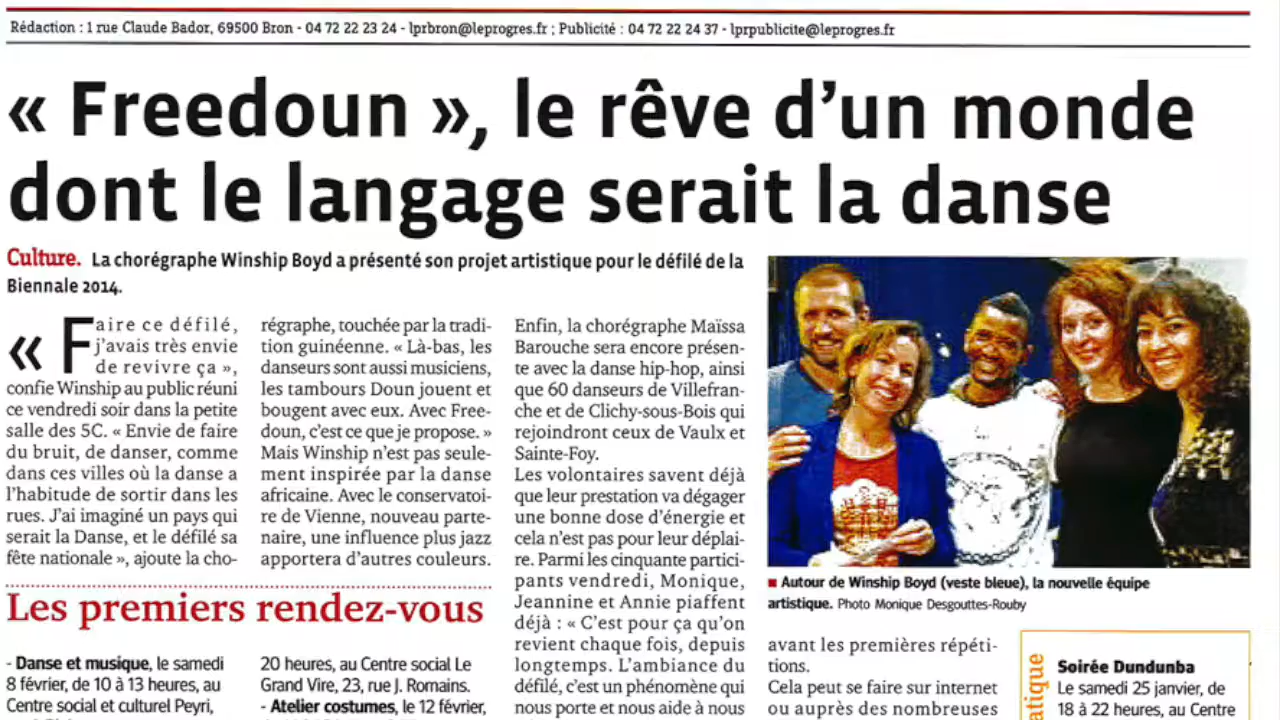 Rédaction : 1 rue Claude Bador, 69500 Bron - 04 72 22 23 24 - lprbron@leprogres.fr ; Publicité : 04 72 22 24 37 - lprpublicite@leprogres.fr
« Freedoun », le rêve d’un monde
dont le langage serait la danse
Culture. La chorégraphe Winship Boyd a présenté son projet artistique pour le défilé de la
Biennale 2014.
« Faire ce défilé,
j’avais très envie
de revivre ça »,
confie Winship au public réuni
ce vendredi soir dans la petite
salle des 5C. « Envie de faire
du bruit, de danser, comme
dans ces villes où la danse a
l’habitude de sortir dans les
rues. J’ai imaginé un pays qui
serait la Danse, et le défilé sa
fête nationale », ajoute la cho-
régraphe, touchée par la tradi-
tion guinéenne. « Là-bas, les
danseurs sont aussi musiciens,
les tambours Doun jouent et
bougent avec eux. Avec Free-
doun, c’est ce que je propose. »
Mais Winship n’est pas seule-
ment inspirée par la danse
africaine. Avec le conservatoi-
re de Vienne, nouveau parte-
naire, une influence plus jazz
apportera d’autres couleurs.
Enfin, la chorégraphe Maïssa
Barouche sera encore présen-
te avec la danse hip-hop, ainsi
que 60 danseurs de Villefran-
che et de Clichy-sous-Bois qui
rejoindront ceux de Vaulx et
Sainte-Foy.
Les volontaires savent déjà
que leur prestation va dégager
une bonne dose d’énergie et
cela n’est pas pour leur déplai-
re. Parmi les cinquante partici-
pants vendredi, Monique,
Jeannine et Annie piaffent
déjà : « C’est pour ça qu’on
revient chaque fois, depuis
longtemps. L’ambiance du
défilé, c’est un phénomène qui
nous porte et nous aide à nous
■ Autour de Winship Boyd (veste bleue), la nouvelle équipe
artistique. Photo Monique Desgouttes-Rouby
avant les premières répéti-
tions.
Cela peut se faire sur internet
ou auprès des nombreuses
Les premiers rendez-vous
- Danse et musique, le samedi
8 février, de 10 à 13 heures, au
Centre social et culturel Peyri,
20 heures, au Centre social Le
Grand Vire, 23, rue J. Romains.
- Atelier costumes, le 12 février,
atique
Soirée Dundunba
Le samedi 25 janvier, de
18 à 22 heures, au Centre